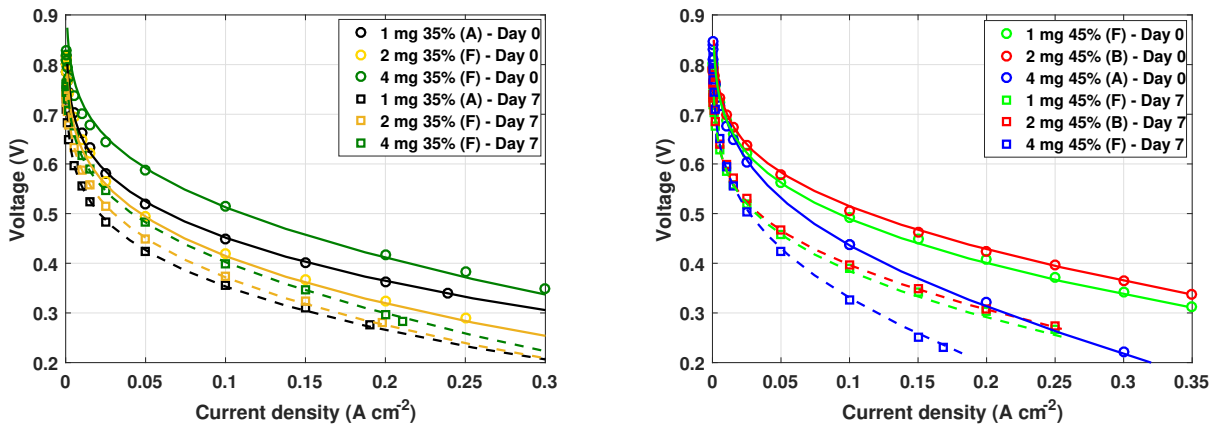 0.9
0.8
0.7
0.6
0.5
0.4
0.3
0.2
Voltage (V)
0
0.05
0.1
0.15
0.2
0.25
0.3
Current density (A cm-2)
1 mg 35% (A) - Day 0
2 mg 35% (F) - Day 0
4 mg 35% (F) - Day 0
1 mg 35% (A) - Day 7
2 mg 35% (F) - Day 7
4 mg 35% (F) - Day 7
0.9
0.8
0.7
0.6
0.5
0.4
0.3
0.2
Voltage (V)
0
0.05
0.1
0.15
0.2
0.25
0.3
0.35
Current density (A cm-2)
1 mg 45% (F) - Day 0
2 mg 45% (B) - Day 0
4 mg 45% (A) - Day 0
1 mg 45% (F) - Day 7
2 mg 45% (B) - Day 7
4 mg 45% (F) - Day 7